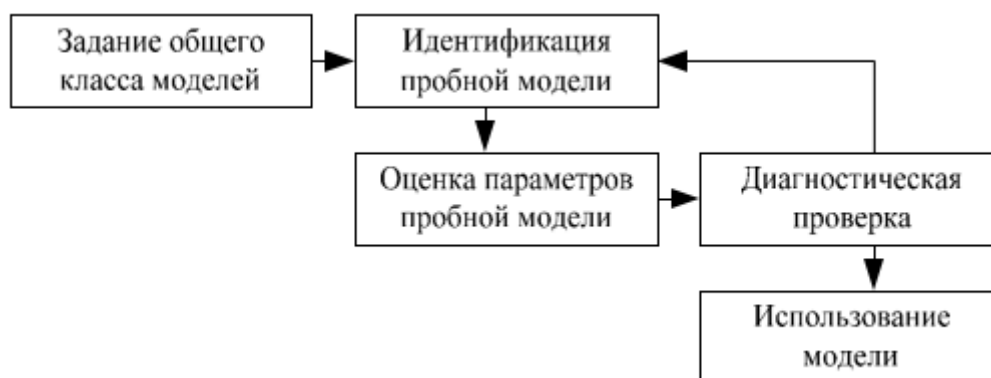 Задание общего
класса моделей
Идентификация
пробной модели
Оценка параметров
пробной модели
Диагностическая
проверка
Использование
модели